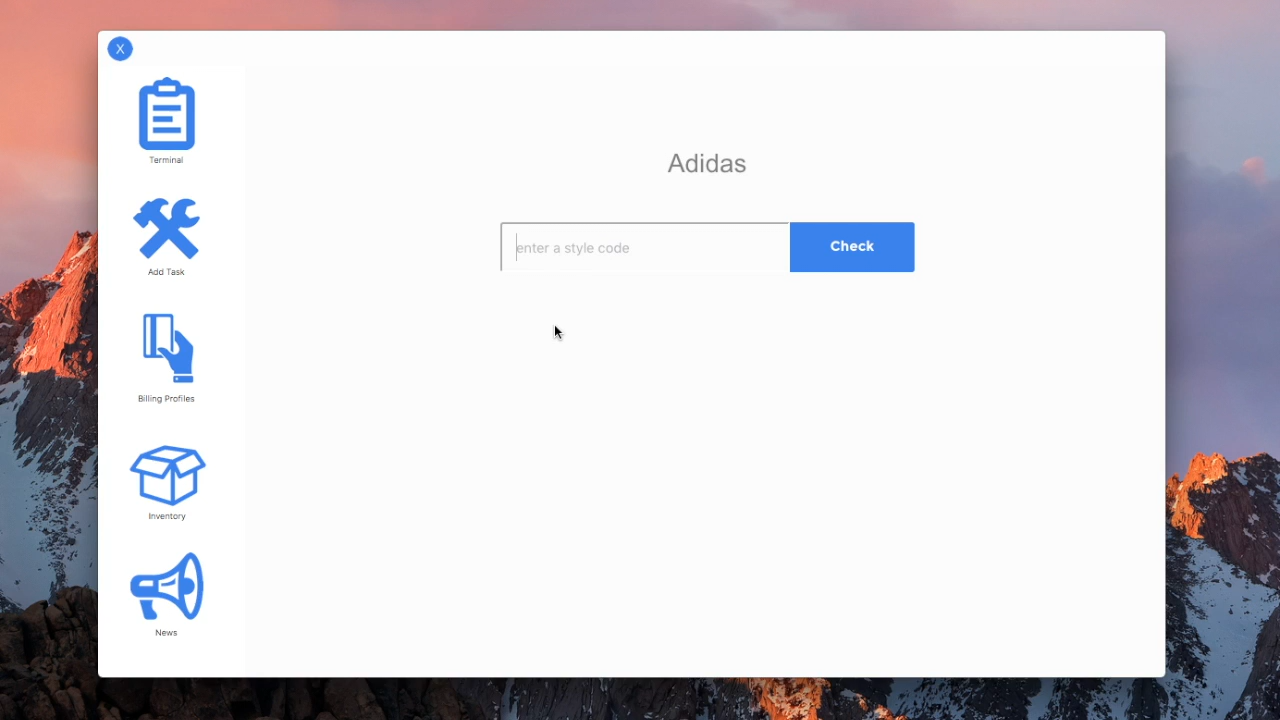 X
Terminal
Add Task
Billing Profiles
Inventory
News
Adidas
enter a style code
Check